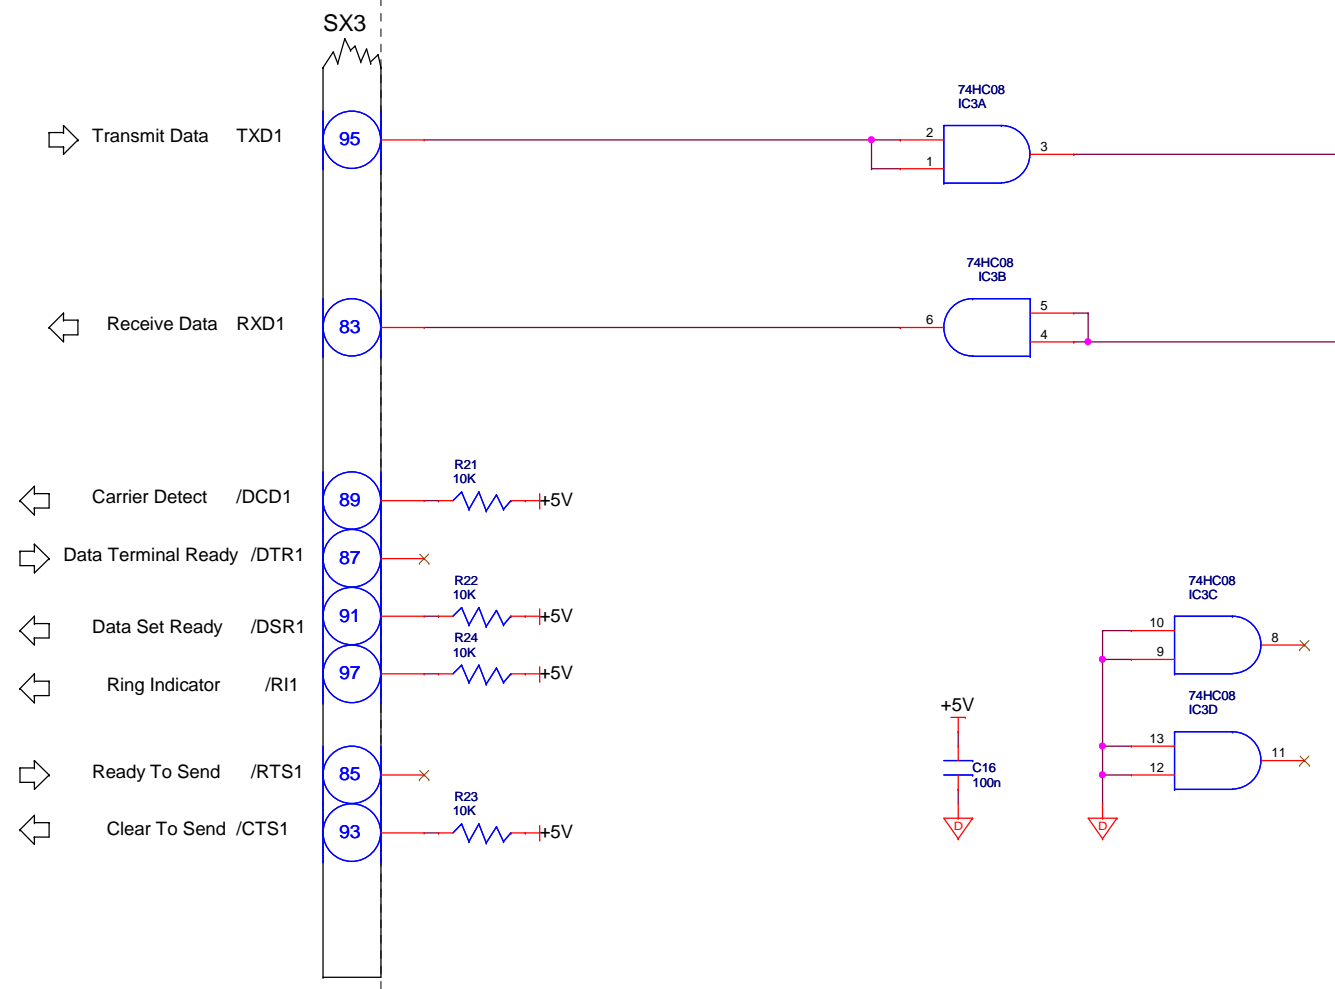 SX3
74HC08
IC3A
Transmit Data TXD1 95 2 3
1
74HC08
IC3B
Receive Data RXD1 83 6 5
4
R21
10K
Carrier Detect /DCD1 89 +5V
Data Terminal Ready /DTR1 87
R22
10K
Data Set Ready /DSR1 91 +5V
R24
10K
Ring Indicator /RI1 97 +5V
74HC08
IC3C
10 8
9
74HC08
IC3D
13 11
12
+5V
C16
100n
D D
Ready To Send /RTS1 85
R23
10K
Clear To Send /CTS1 93 +5V